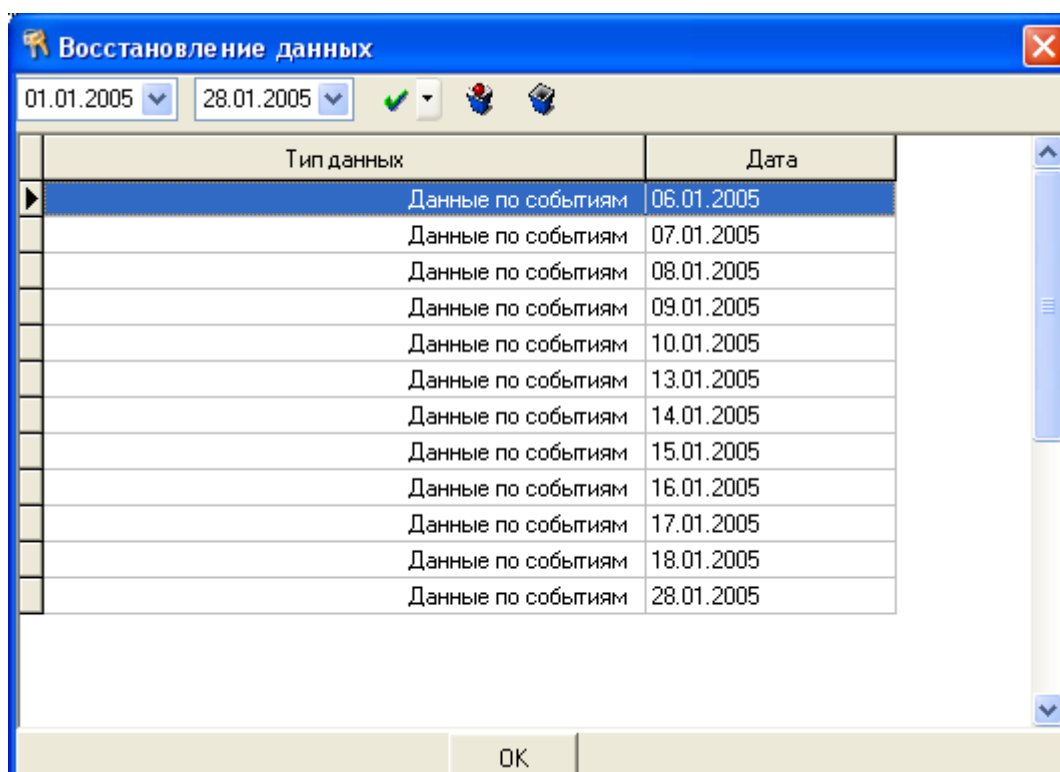 Восстановление данных
01.01.2005 28.01.2005
Тип данных Дата
Данные по событиям 06.01.2005
Данные по событиям 07.01.2005
Данные по событиям 08.01.2005
Данные по событиям 09.01.2005
Данные по событиям 10.01.2005
Данные по событиям 13.01.2005
Данные по событиям 14.01.2005
Данные по событиям 15.01.2005
Данные по событиям 16.01.2005
Данные по событиям 17.01.2005
Данные по событиям 18.01.2005
Данные по событиям 28.01.2005
OK